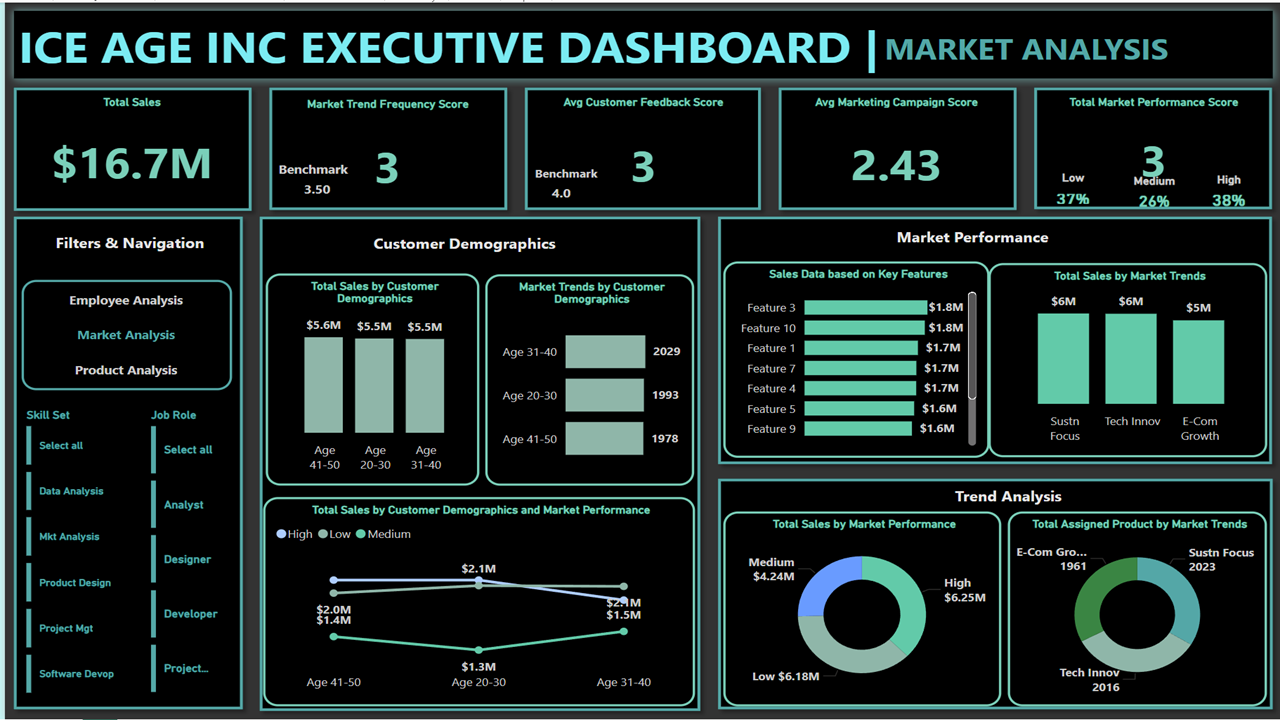 ICE AGE INC EXECUTIVE DASHBOARD | MARKET ANALYSIS
Total Sales
$16.7M
Market Trend Frequency Score
3
Benchmark
3.50
Avg Customer Feedback Score
3
Benchmark
4.0
Avg Marketing Campaign Score
2.43
Total Market Performance Score
3
Low
Medium
High
37%
26%
38%
Filters & Navigation
Employee Analysis
Market Analysis
Product Analysis
Skill Set
Select all
Data Analysis
Mkt Analysis
Product Design
Project Mgt
Software Devop
Job Role
Select all
Analyst
Designer
Developer
Project...
Customer Demographics
Total Sales by Customer
Demographics
$5.6M
$5.5M
$5.5M
Age
41-50
Age
20-30
Age
31-40
Market Trends by Customer
Demographics
Age 31-40
2029
Age 20-30
1993
Age 41-50
1978
Total Sales by Customer Demographics and Market Performance
High
Low
Medium
$2.1M
$2.0M
$1.4M
$2.1M
$1.5M
$1.3M
Age 41-50
Age 20-30
Age 31-40
Market Performance
Sales Data based on Key Features
Feature 3
$1.8M
Feature 10
$1.8M
Feature 1
$1.7M
Feature 7
$1.7M
Feature 4
$1.7M
Feature 5
$1.6M
Feature 9
$1.6M
Total Sales by Market Trends
$6M
$6M
$5M
Sustn
Focus
Tech Innov
E-Com
Growth
Trend Analysis
Total Sales by Market Performance
Medium
$4.24M
High
$6.25M
Low $6.18M
Total Assigned Product by Market Trends
E-Com Gro...
1961
Sustn Focus
2023
Tech Innov
2016